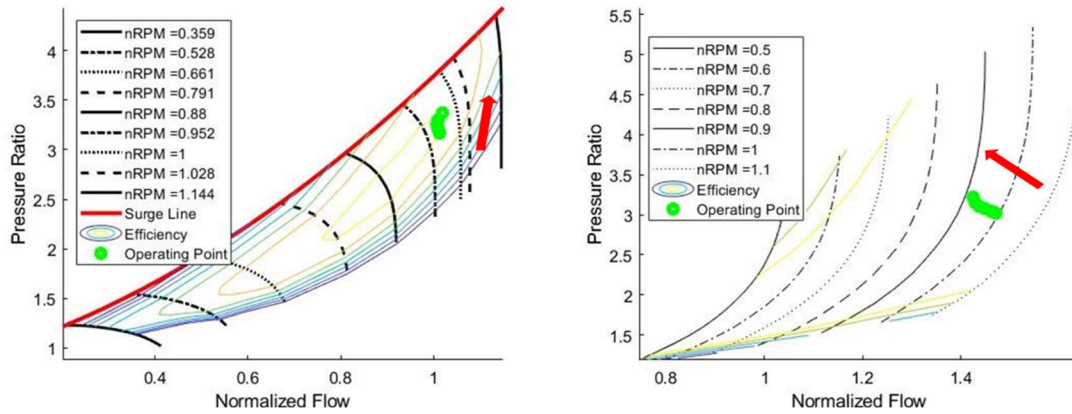 4
3.5
3
2.5
2
1.5
1
Pressure Ratio
nRPM =0.359
nRPM =0.528
nRPM =0.661
nRPM =0.791
nRPM =0.88
nRPM =0.952
nRPM =1
nRPM =1.028
nRPM =1.144
Surge Line
Efficiency
Operating Point
0.4 0.6 0.8 1
Normalized Flow
5
4.5
4
3.5
3
2.5
2
1.5
Pressure Ratio
nRPM =0.5
nRPM =0.6
nRPM =0.7
nRPM =0.8
nRPM =0.9
nRPM =1
nRPM =1.1
Efficiency
Operating Point
0.8 1 1.2 1.4
Normalized Flow